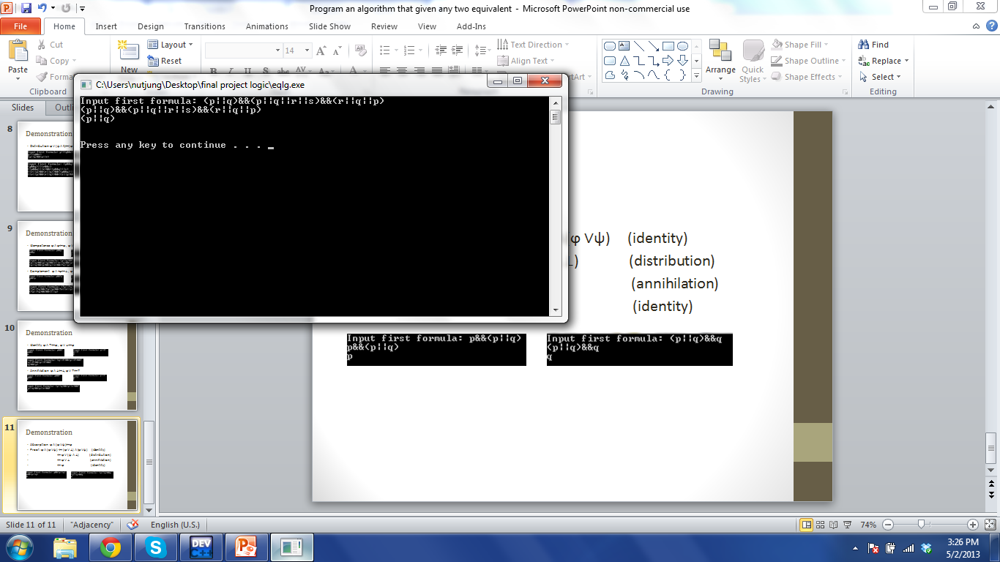 Program an algorithm that given any two equivalent - Microsoft PowerPoint non-commercial use
File Home Insert Design Transitions Animations Slide Show Review View Add-Ins
Paste
Cut
Copy
Forma
Clipboard
New
Layout
Reset
14
Text Direction
Align Text
Arrange
Quick Styles
Shape Fill
Shape Outline
Shape Effects
Drawing
Find
Replace
Select
Editing
C:\Users\nutjung\Desktop\final project logic\eqlg.exe
Input first formula: (p||q)&&(p||q||r||s)&&(r||q||p)
(p||q)&&(p||q||r||s)&&(r||q||p)
(p||q)
Press any key to continue . . . _
Slides Outli
8
Demonstration
9
10
Demonstration
11
Demonstration
φ ∨ψ) (identity)
(distribution)
(annihilation)
(identity)
Input first formula: p&&(p||q)
p&&(p||q)
p
Input first formula: (p||q)&&q
(p||q)&&q
q
Slide 11 of 11 "Adjacency" English (U.S.) 74%
DEV C++
3:26 PM
5/2/2013